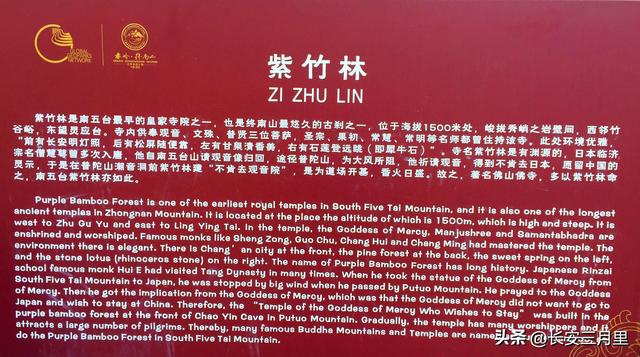 GLOBAL
GEOPARKS
NETWORK
紫竹林
ZI ZHU LIN
紫竹林是南五台最早的皇家寺院之一，也是终南山最悠久的古刹之一，位于海拔1500米处，峻拔秀峭之岩壁间，西邻竹
谷峪，东望灵应台。寺内供奉观音、文殊、普贤三位菩萨，圣宗、果初、常慧，常明等名师都曾住持该寺。此处环境优雅，
“前有长安明灯照，后有松屏随便靠，左有甘泉清香美，右有石莲登远眺（即犀牛石）”。寺名紫竹林是有渊源的，日本临济
宗名僧慧萼曾多次入唐，他自南五台山请观音像归回，途径普陀山，为大风所阻，他祈请观音，得到不肯去日本，愿留中国的
灵示，于是在普陀山潮音洞前紫竹林建“不肯去观音院”，是为道场开基，香火日盛。故之，著名佛山佛寺，多以紫竹林命
之，南五台紫竹林亦如此。
Purple Bamboo Forest is one of the earliest royal temples in South Five Tai Mountain, and it is also one of the longest
ancient temples in Zhongnan Mountain. It is located at the place the altitude of which is 1500m, which is high and steep. It is
west to Zhu Gu Yu and east to Ling Ying Tai. In the temple, the Goddess of Mercy, Manjushree and Samantabhadra are
enshrined and worshiped. Famous monks like Sheng Zong, Guo Chu, Chang Hui and Chang Ming had mastered the temple. The
environment there is elegant. There is Chang’ an city at the front, the pine forest at the back, the sweet spring on the left,
and the stone lotus (rhinoceros stone) on the right. The name of Purple Bamboo Forest has long history. Japanese Rinzai
school famous monk Hui E had visited Tang Dynasty in many times. When he took the statue of the Goddess of Mercy from
South Five Tai Mountain to Japan, he was stopped by big wind when he passed by Putuo Mountain. He prayed to the Goddess
of Mercy. Then he got the implication from the Goddess of Mercy, which was that the Goddess of Mercy did not want to go to
Japan and wish to stay at China. Therefore, the “Temple of the Goddess of Mercy Who Wishes to Stay” was built in the
purple bamboo forest at the front of Chao Yin Cave in Putuo Mountain. Gradually, the temple has many worshippers and it
attracts a large number of pilgrims. Thereby, many famous Buddha Mountains and Temples are named
do the Purple Bamboo Forest in South Five Tai Mountain.
头条 @长安三月里